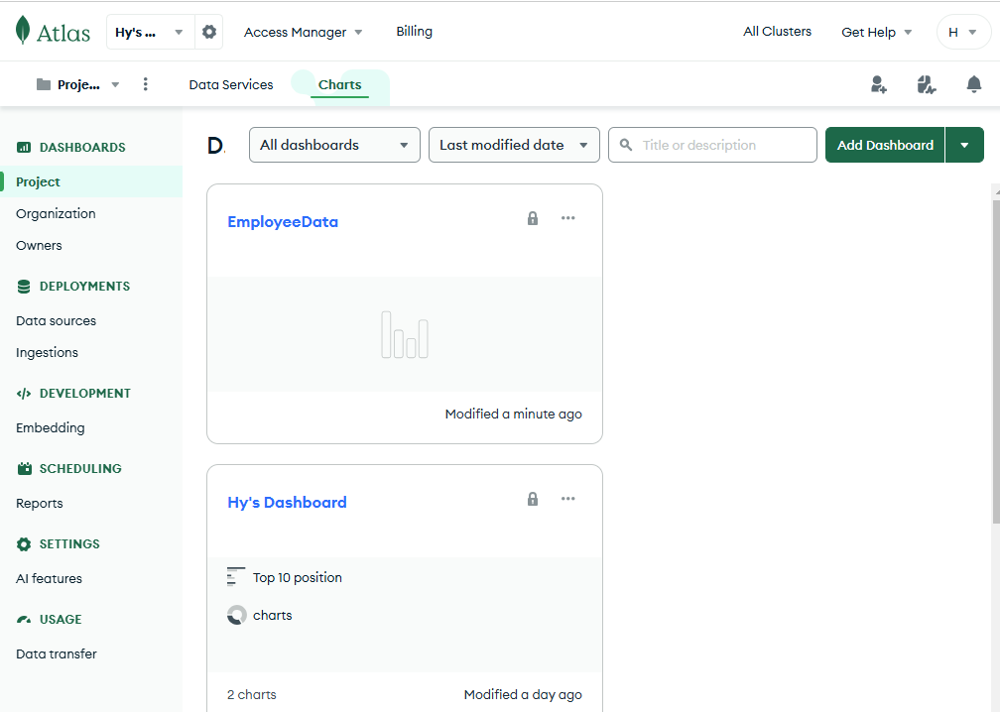 Atlas
Hy's ...
Access Manager
Billing
All Clusters
Get Help
H
Proje...
Data Services
Charts
DASHBOARDS
Project
Organization
Owners
DEPLOYMENTS
Data sources
Ingestions
DEVELOPMENT
Embedding
SCHEDULING
Reports
SETTINGS
AI features
USAGE
Data transfer
D.
All dashboards
Last modified date
Title or description
Add Dashboard
EmployeeData
Modified a minute ago
Hy's Dashboard
Top 10 position
charts
2 charts
Modified a day ago